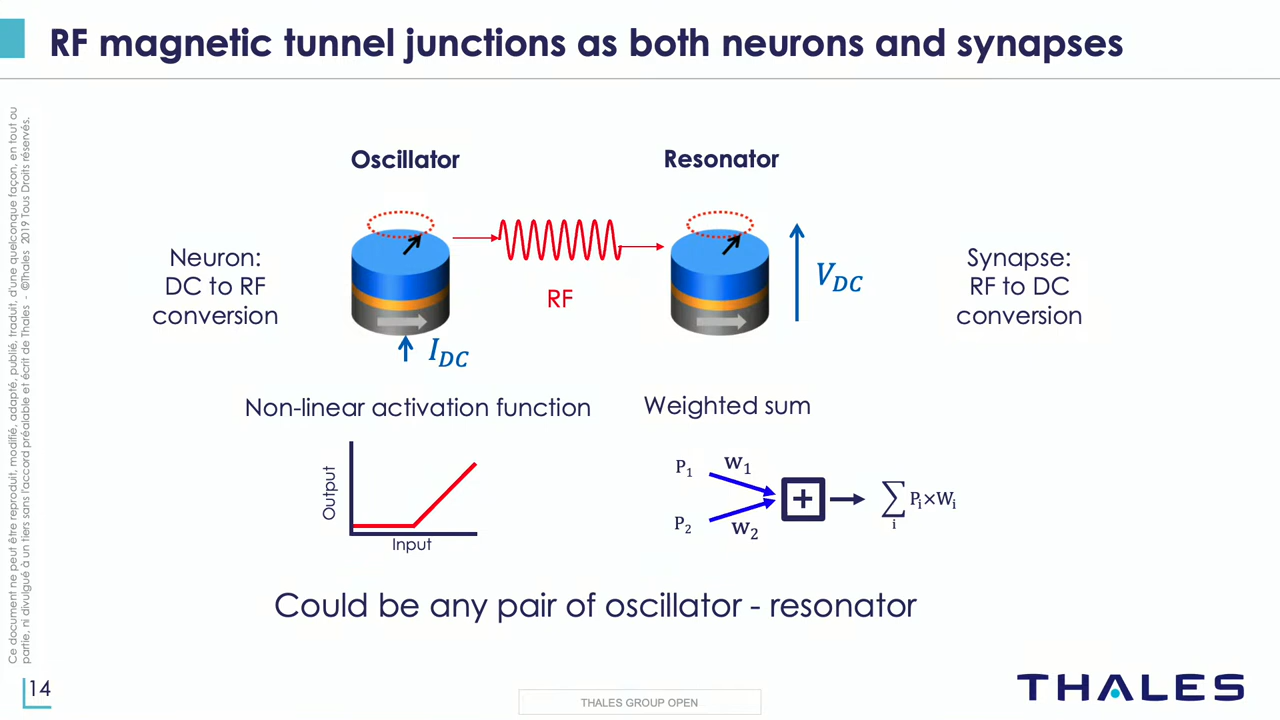 RF magnetic tunnel junctions as both neurons and synapses
Ce document ne peut être reproduit, modifié, adapté, publié, traduit, d'une quelconque façon, en tout ou
partie, ni divulgué à un tiers sans l'accord préalable et écrit de Thales - ©Thales 2019 Tous Droits réservés.
Oscillator
Resonator
Neuron:
DC to RF
conversion
RF
I_DC
V_DC
Synapse:
RF to DC
conversion
Non-linear activation function
Output
Input
Weighted sum
P₁ w₁
P₂ w₂
+
∑ Pᵢ×Wᵢ
i
Could be any pair of oscillator - resonator
14
THALES GROUP OPEN
THALES